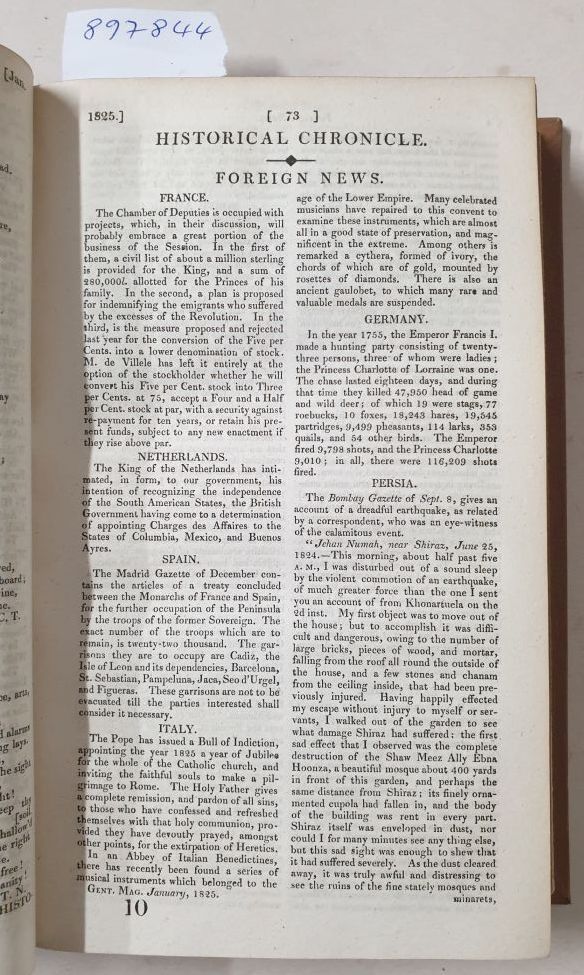 897844
[Jan.
1825.]
[ 73 ]
HISTORICAL CHRONICLE.
FOREIGN NEWS.
FRANCE.
The Chamber of Deputies is occupied with
projects, which, in their discussion, will
probably embrace a great portion of the
business of the Session. In the first of
them, a civil list of about a million sterling
is provided for the King, and a sum of
280,000l. allotted for the Princes of his
family. In the second, a plan is proposed
for indemnifying the emigrants who suffered
by the excesses of the Revolution. In the
third, is the measure proposed and rejected
last year for the conversion of the Five per
Cents. into a lower denomination of stock.
M. de Villele has left it entirely at the
option of the stockholder whether he will
convert his Five per Cent. stock into Three
per Cents. at 75, accept a Four and a Half
per Cent. stock at par, with a security against
re-payment for ten years, or retain his pre-
sent funds, subject to any new enactment if
they rise above par.
NETHERLANDS.
The King of the Netherlands has inti-
mated, in form, to our government, his
intention of recognizing the independence
of the South American States, the British
Government having come to a determination
of appointing Charges des Affaires to the
States of Columbia, Mexico, and Buenos
Ayres.
SPAIN.
The Madrid Gazette of December con-
tains the articles of a treaty concluded
between the Monarchs of France and Spain,
for the further occupation of the Peninsula
by the troops of the former Sovereign. The
exact number of the troops which are to
remain, is twenty-two thousand. The gar-
risons they are to occupy are Cadiz, the
Isle of Leon and its dependencies, Barcelona,
St. Sebastian, Pampeluna, Jaca, Seo d'Urgel,
and Figueras. These garrisons are not to be
evacuated till the parties interested shall
consider it necessary.
ITALY.
The Pope has issued a Bull of Indiction,
appointing the year 1825 a year of Jubilee
for the whole of the Catholic church, and
inviting the faithful souls to make a pil-
grimage to Rome. The Holy Father gives
a complete remission, and pardon of all sins,
to those who have confessed and refreshed
themselves with that holy communion, pro-
vided they have devoutly prayed, amongst
other points, for the extirpation of Heretics.
In an Abbey of Italian Benedictines,
there has recently been found a series of
musical instruments which belonged to the
GENT. MAG. January, 1825.
10
age of the Lower Empire. Many celebrated
musicians have repaired to this convent to
examine these instruments, which are almost
all in a good state of preservation, and mag-
nificent in the extreme. Among others is
remarked a cythera, formed of ivory, the
chords of which are of gold, mounted by
rosettes of diamonds. There is also an
ancient gaulobet, to which many rare and
valuable medals are suspended.
GERMANY.
In the year 1755, the Emperor Francis I.
made a hunting party consisting of twenty-
three persons, three of whom were ladies;
the Princess Charlotte of Lorraine was one.
The chase lasted eighteen days, and during
that time they killed 47,950 head of game
and wild deer; of which 19 were stags, 77
roebucks, 10 foxes, 18,243 hares, 19,545
partridges, 9,499 pheasants, 114 larks, 353
quails, and 54 other birds. The Emperor
fired 9,798 shots, and the Princess Charlotte
9,010; in all, there were 116,209 shots
fired.
PERSIA.
The Bombay Gazette of Sept. 8, gives an
account of a dreadful earthquake, as related
by a correspondent, who was an eye-witness
of the calamitous event.
"Jehan Numah, near Shiraz, June 25,
1824.—This morning, about half past five
A. M., I was disturbed out of a sound sleep
by the violent commotion of an earthquake,
of much greater force than the one I sent
you an account of from Khonartuela on the
2d inst. My first object was to move out of
the house; but to accomplish it was diffi-
cult and dangerous, owing to the number of
large bricks, pieces of wood, and mortar,
falling from the roof all round the outside of
the house, and a few stones and chanam
from the ceiling inside, that had been pre-
viously injured. Having happily effected
my escape without injury to myself or ser-
vants, I walked out of the garden to see
what damage Shiraz had suffered: the first
sad effect that I observed was the complete
destruction of the Shaw Meez Ally Ebna
Hoonza, a beautiful mosque about 400 yards
in front of this garden, and perhaps the
same distance from Shiraz; its finely orna-
mented cupola had fallen in, and the body
of the building was rent in every part.
Shiraz itself was enveloped in dust, nor
could I for many minutes see any thing else,
but this sad sight was enough to shew that
it had suffered severely. As the dust cleared
away, it was truly awful and distressing to
see the ruins of the fine stately mosques and
minarets,